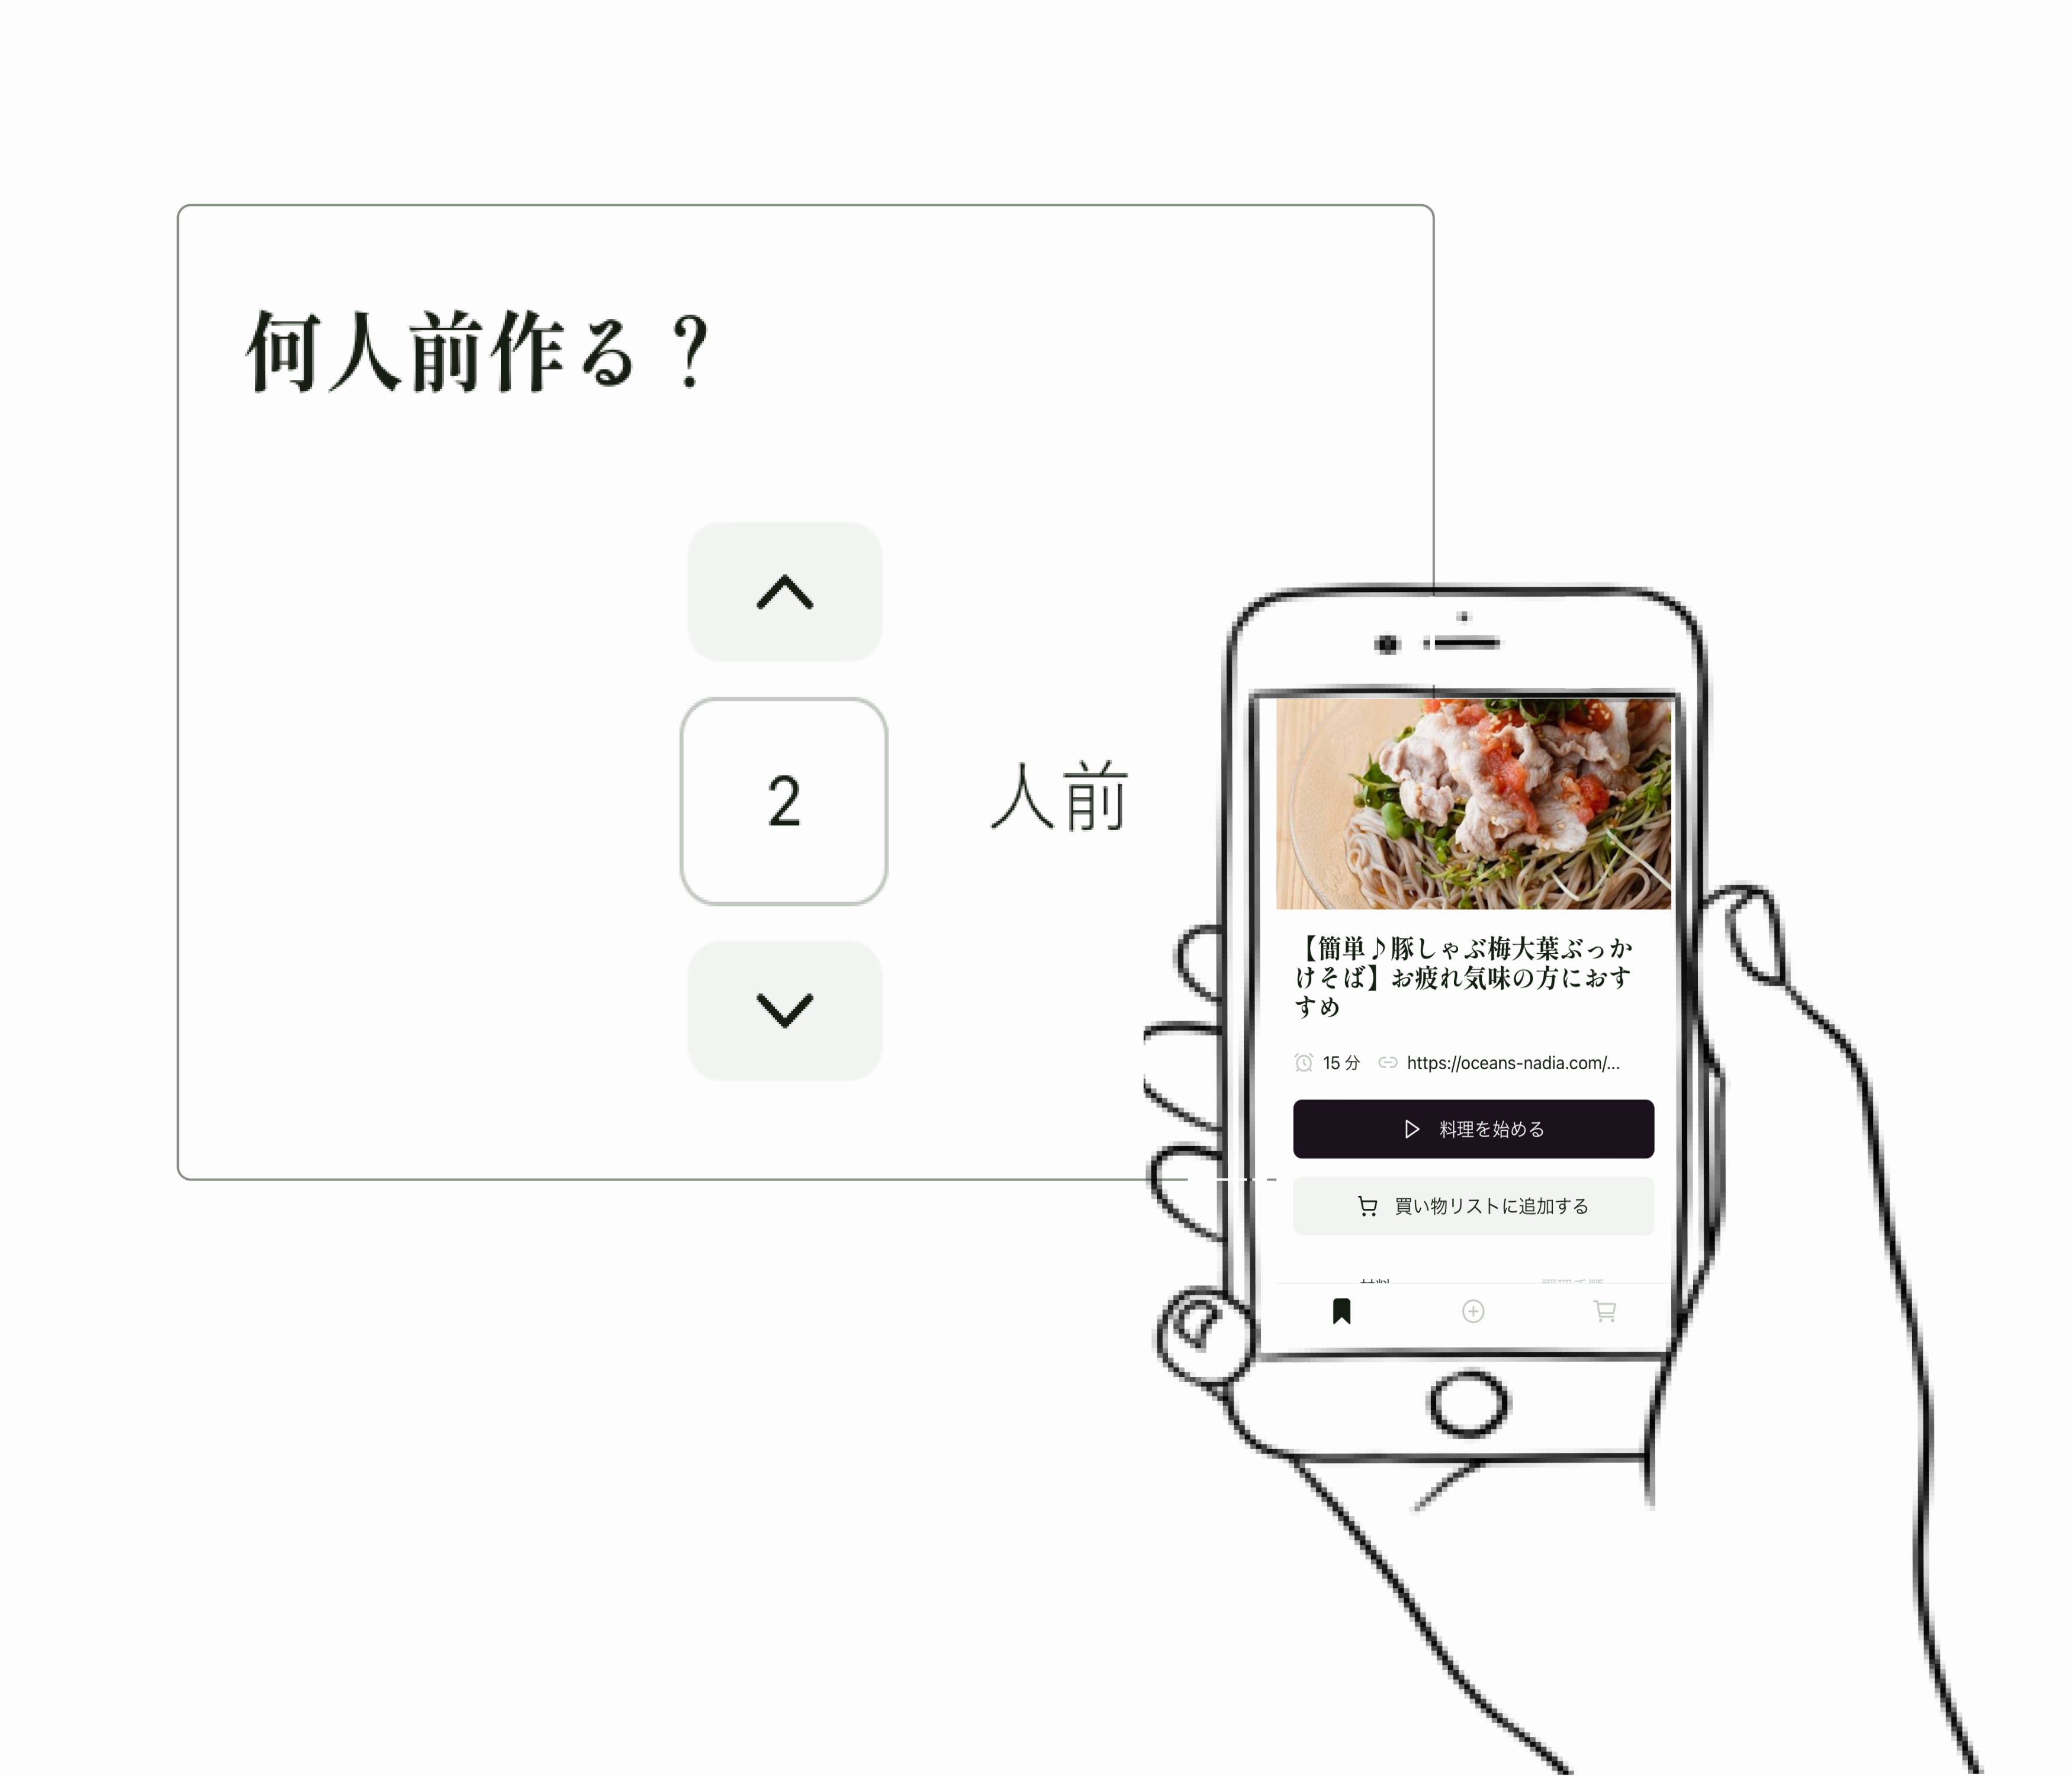 何人前作る？
2 人前
【簡単♪豚しゃぶ梅大葉ぶっか
けそば】お疲れ気味の方におす
すめ
15 分 https://oceans-nadia.com/...
料理を始める
買い物リストに追加する